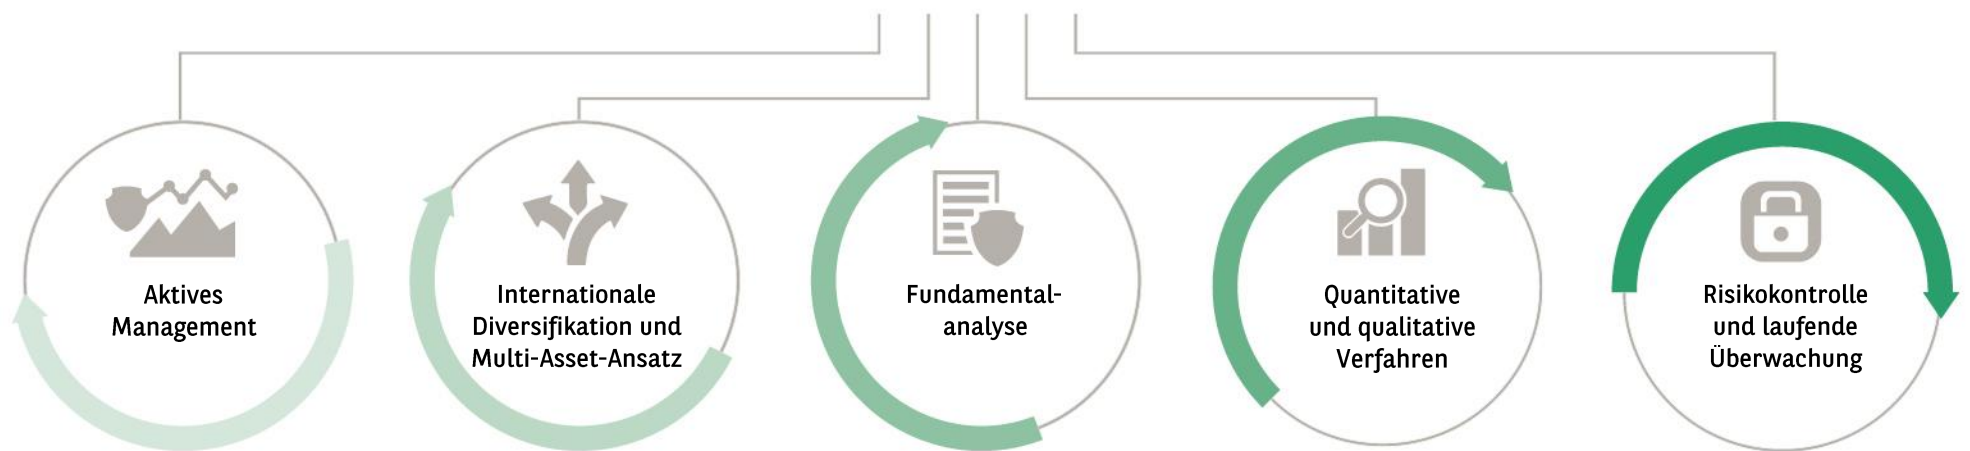 Aktives
Management
Internationale
Diversifikation und
Multi-Asset-Ansatz
Fundamental-
analyse
Quantitative
und qualitative
Verfahren
Risikokontrolle
und laufende
Überwachung